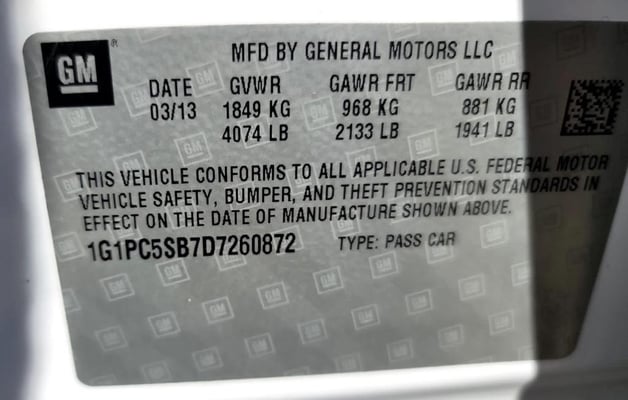 GM ®
MFD BY GENERAL MOTORS LLC
DATE GVWR GAWR FRT GAWR RR
03/13 1849 KG 968 KG 881 KG
4074 LB 2133 LB 1941 LB
THIS VEHICLE CONFORMS TO ALL APPLICABLE U.S. FEDERAL MOTOR
VEHICLE SAFETY, BUMPER, AND THEFT PREVENTION STANDARDS IN
EFFECT ON THE DATE OF MANUFACTURE SHOWN ABOVE.
1G1PC5SB7D7260872 TYPE: PASS CAR